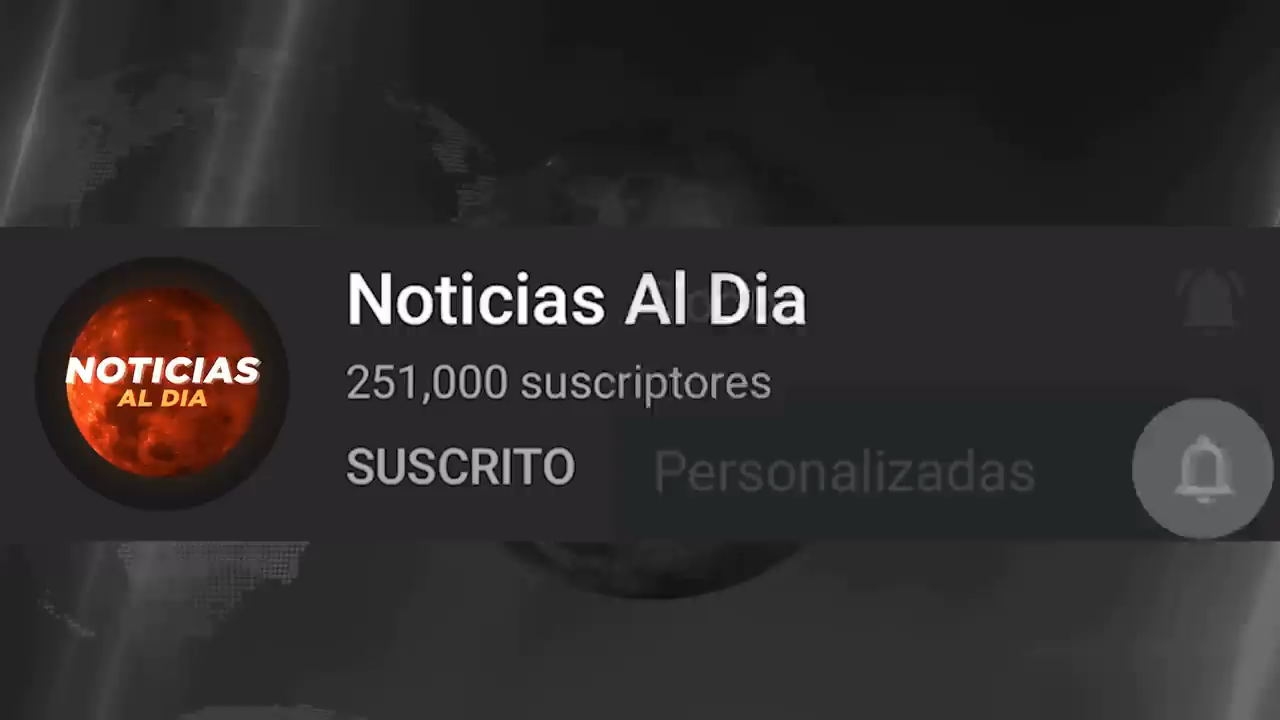 Noticias Al Dia
251,000 suscriptores
NOTICIAS
AL DIA
SUSCRITO
Personalizadas